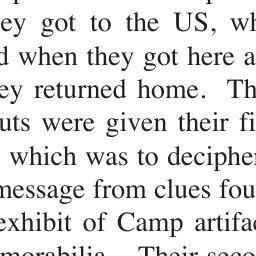 ey got to the US, wh
d when they got here a
ey returned home. Th
uts were given their fi
which was to decipher
message from clues fou
exhibit of Camp artifac
morabilia. Their seco